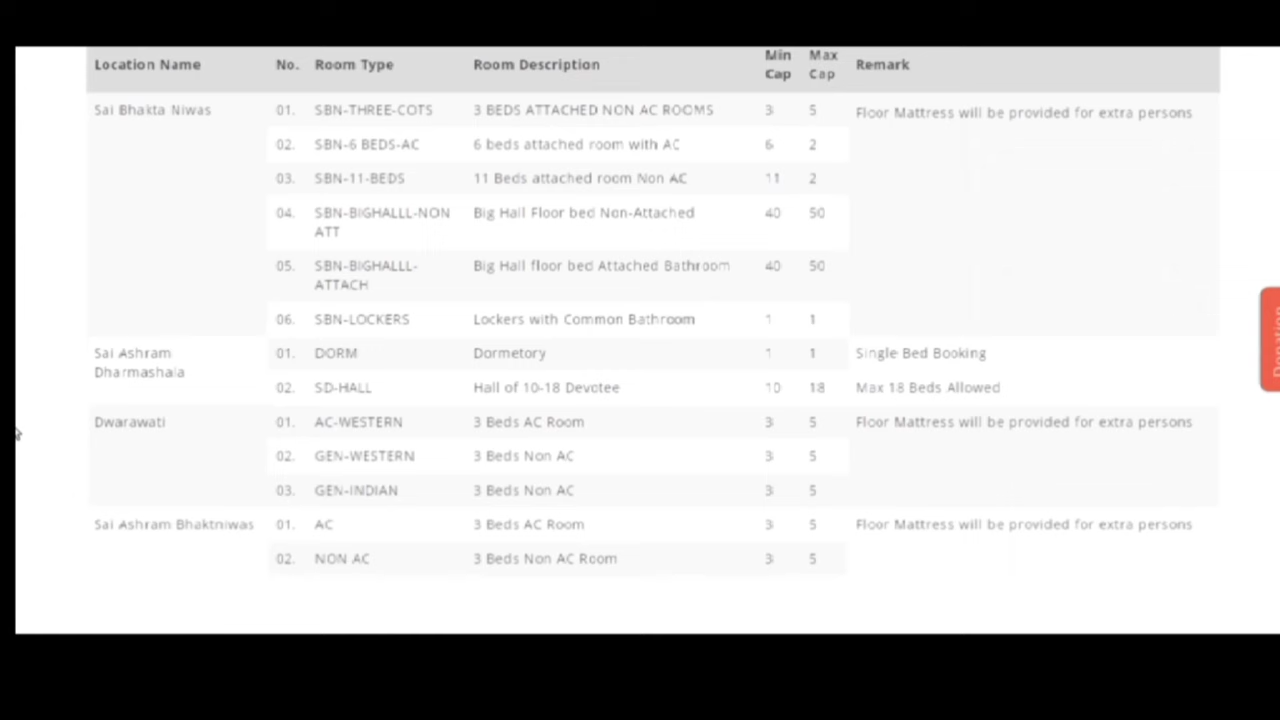 Location Name No. Room Type Room Description Min Cap Max Cap Remark
Sai Bhakta Niwas 01. SBN-THREE-COTS 3 BEDS ATTACHED NON AC ROOMS 3 5 Floor Mattress will be provided for extra persons
02. SBN-6 BEDS-AC 6 beds attached room with AC 6 2
03. SBN-11-BEDS 11 Beds attached room Non AC 11 2
04. SBN-BIGHALLL-NON Big Hall Floor bed Non-Attached 40 50
ATT
05. SBN-BIGHALLL- Big Hall floor bed Attached Bathroom 40 50
ATTACH
06. SBN-LOCKERS Lockers with Common Bathroom 1 1
Sai Ashram 01. DORM Dormetory 1 1 Single Bed Booking
Dharmashala
02. SD-HALL Hall of 10-18 Devotee 10 18 Max 18 Beds Allowed
Dwarawati 01. AC-WESTERN 3 Beds AC Room 3 5 Floor Mattress will be provided for extra persons
02. GEN-WESTERN 3 Beds Non AC 3 5
03. GEN-INDIAN 3 Beds Non AC 3 5
Sai Ashram Bhaktniwas 01. AC 3 Beds AC Room 3 5 Floor Mattress will be provided for extra persons
02. NON AC 3 Beds Non AC Room 3 5
Donation